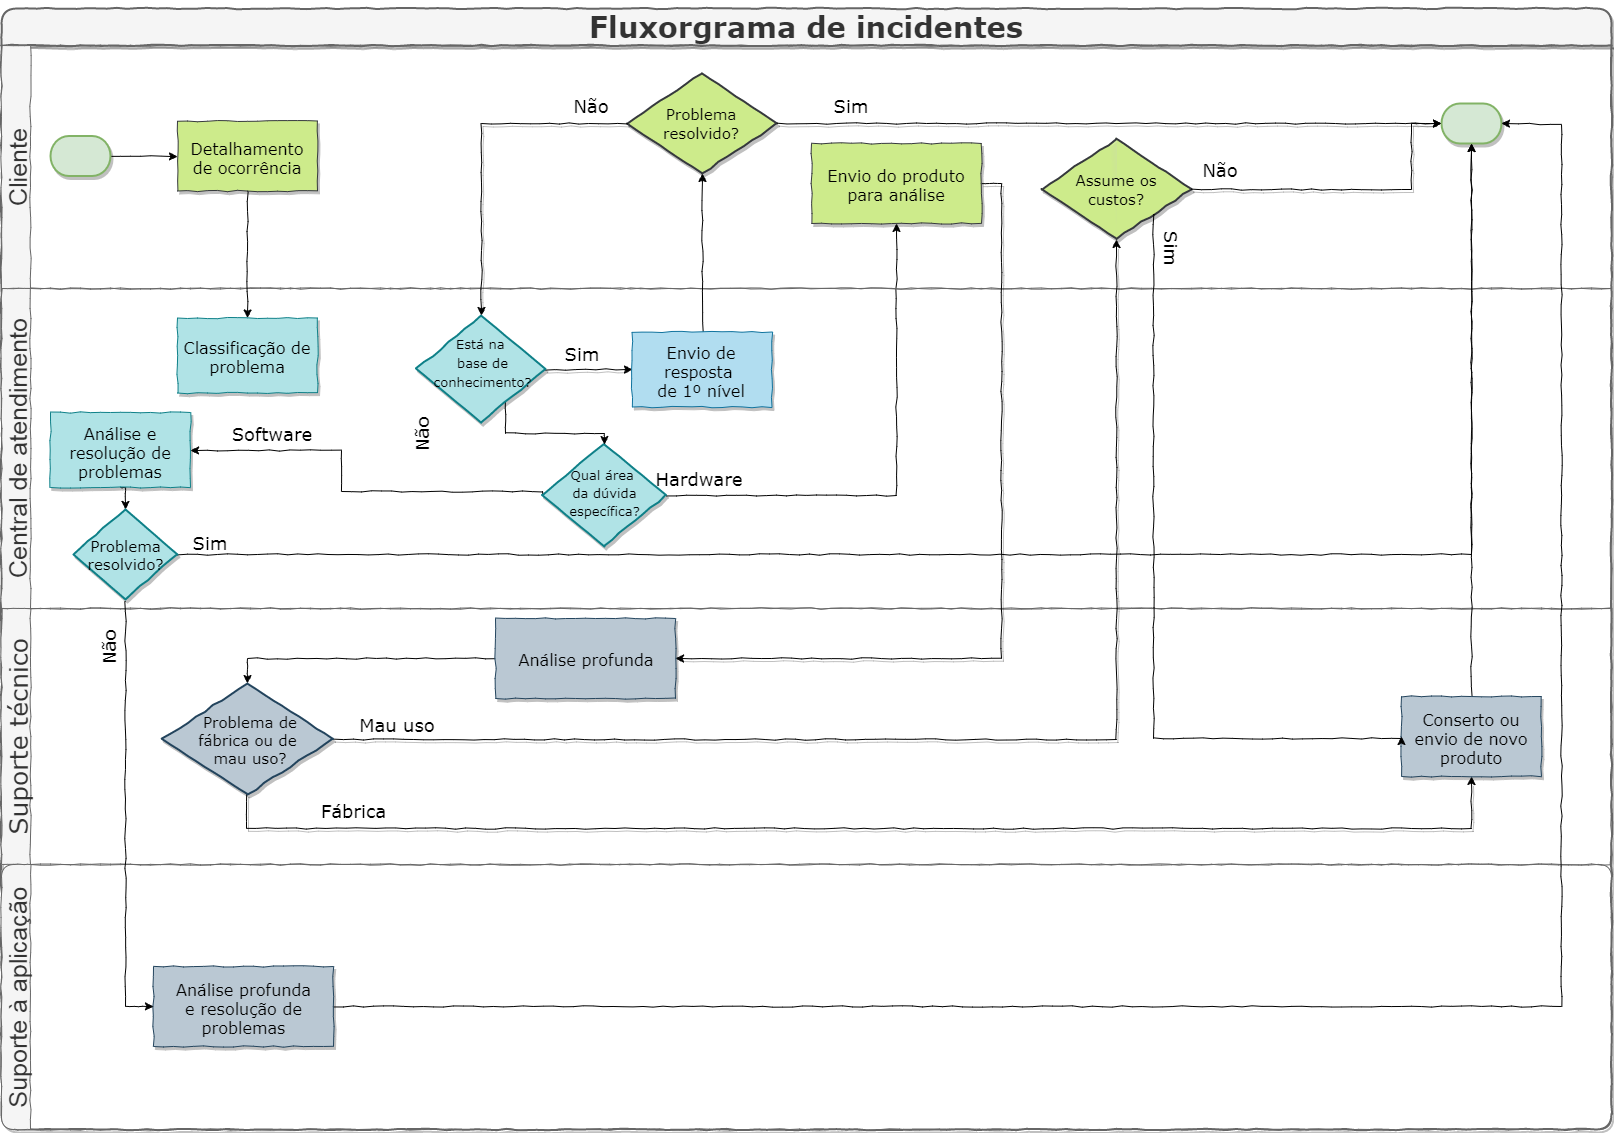 Fluxorgrama de incidentes
Cliente
Detalhamento
de ocorrência
Não
Problema
resolvido?
Sim
Envio do produto
para análise
Assume os
custos?
Não
Sim
Central de atendimento
Classificação de
problema
Está na
base de
conhecimento?
Sim
Envio de
resposta
de 1º nível
Não
Análise e
resolução de
problemas
Software
Qual área
da dúvida
específica?
Hardware
Problema
resolvido?
Sim
Suporte técnico
Não
Análise profunda
Problema de
fábrica ou de
mau uso?
Mau uso
Fábrica
Conserto ou
envio de novo
produto
Suporte à aplicação
Análise profunda
e resolução de
problemas